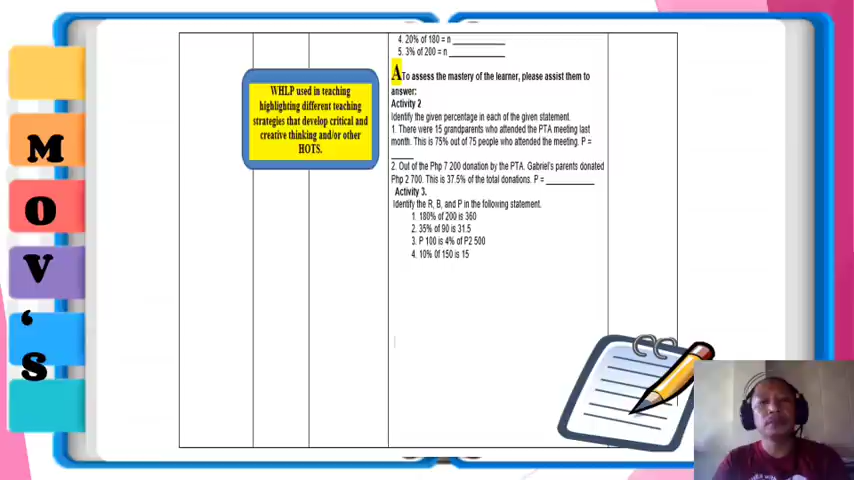 M
O
V
‘
S
WHLP used in teaching
highlighting different teaching
strategies that develop critical and
creative thinking and/or other
HOTS.
4. 20% of 180 = n ___________
5. 3% of 200 = n ____________
A To assess the mastery of the learner, please assist them to
answer:
Activity 2
Identify the given percentage in each of the given statement.
1. There were 15 grandparents who attended the PTA meeting last
month. This is 75% out of 75 people who attended the meeting. P =
_____
2. Out of the Php 7 200 donation by the PTA. Gabriel's parents donated
Php 2 700. This is 37.5% of the total donations. P = ___________
Activity 3.
Identify the R, B, and P in the following statement.
1. 180% of 200 is 360
2. 35% of 90 is 31.5
3. P 100 is 4% of P2 500
4. 10% 0f 150 is 15